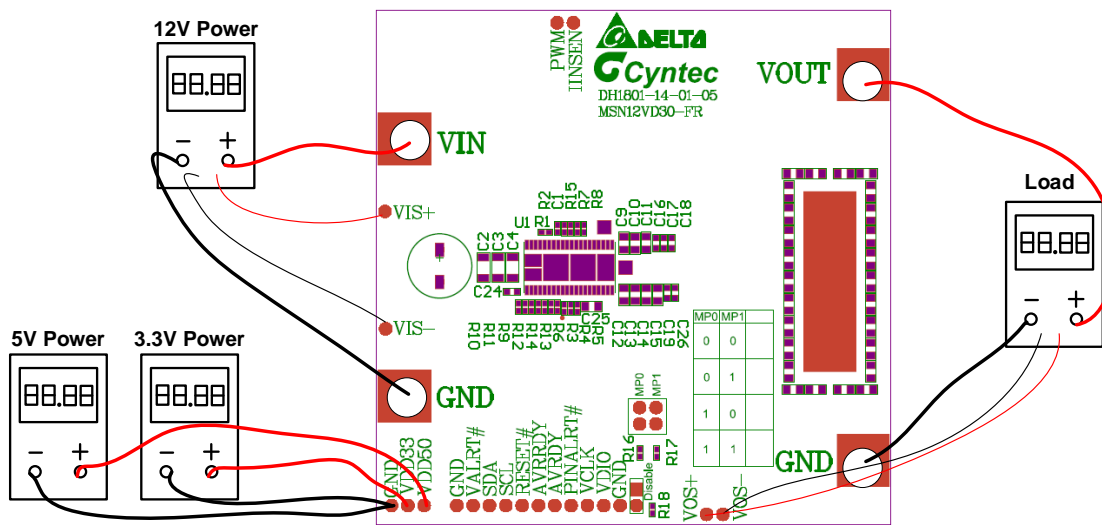 12V Power
88.88
- +
PWM
IINSEN
DELTA
Cyntec
DH1801-14-01-05
MSN12VD30-FR
VOUT
VIN
VIS+
VIS-
GND
U1
R1
R2
C1
R15
R7
R8
C9
C10
C11
C16
C17
C18
C2
C3
C4
C24
C25
R10
R11
R9
R12
R14
R13
R6
R3
R4
R5
C12
C13
C14
C15
C19
C26
MP0 MP1
0 0
0 1
1 0
1 1
MP0
MP1
R16
R17
R18
Disable
Load
88.88
- +
GND
VOS+
VOS-
5V Power
88.88
- +
3.3V Power
88.88
- +
GND
VDD33
VDD50
GND
VALRT#
SDA
SCL
RESET#
AVRRDY
AVRDY
PINALRT#
VCLK
VDIO
GND